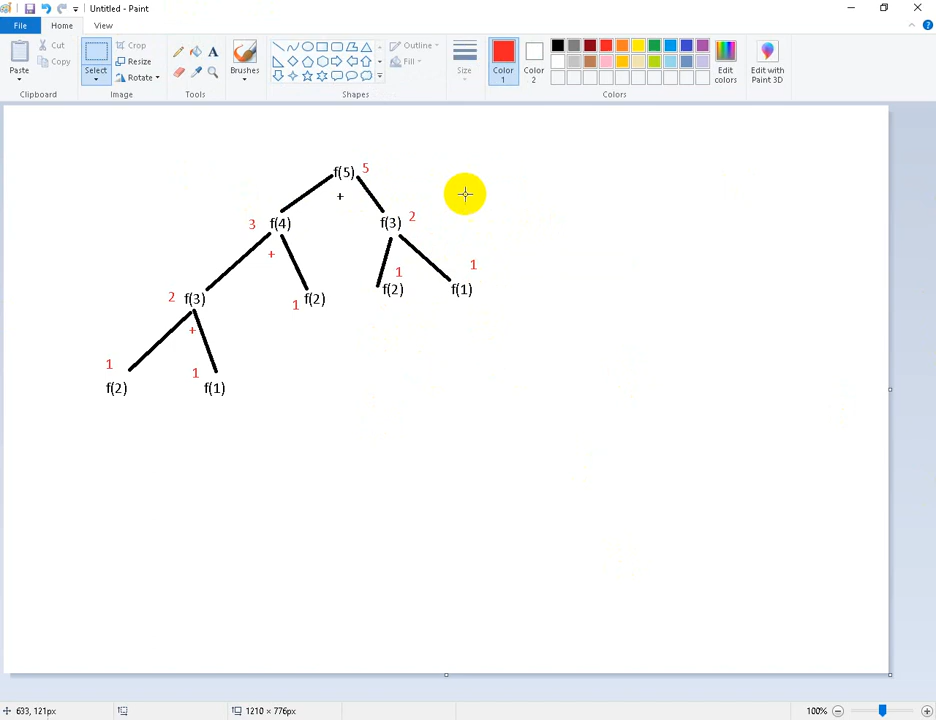 Untitled - Paint
File Home View
Paste
Cut
Copy
Clipboard
Select
Crop
Resize
Rotate
Image
Tools
Brushes
Outline
Fill
Shapes
Size
Color
1
Color
2
Edit
colors
Colors
Edit with
Paint 3D
f(5) 5
+
3 f(4)
f(3) 2
+
2 f(3)
1 f(2)
1
f(2)
1
f(1)
+
1
f(2)
1
f(1)
633, 121px
1210 × 776px
100%